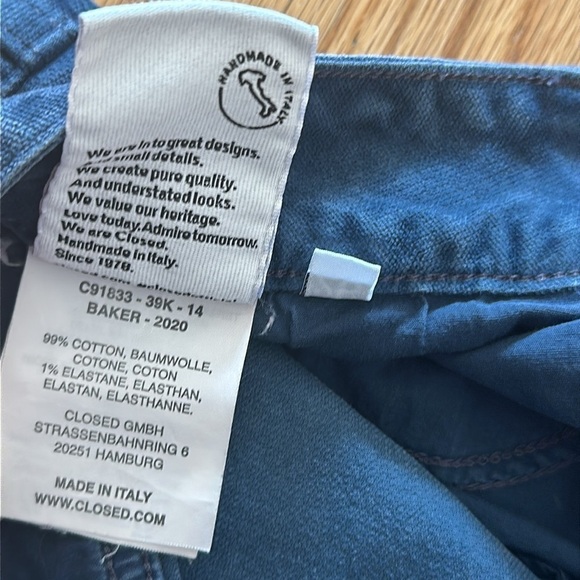 HANDMADE IN ITALY
We are in to great designs.
And small details.
We create pure quality.
And understated looks.
We value our heritage.
Love today. Admire tomorrow.
We are Closed.
Handmade in Italy.
Since 1978.
C91833 - 39K - 14
BAKER - 2020
99% COTTON, BAUMWOLLE,
COTONE, COTON
1% ELASTANE, ELASTHAN,
ELASTAN, ELASTHANNE.
CLOSED GMBH
STRASSENBAHNRING 6
20251 HAMBURG
MADE IN ITALY
WWW.CLOSED.COM